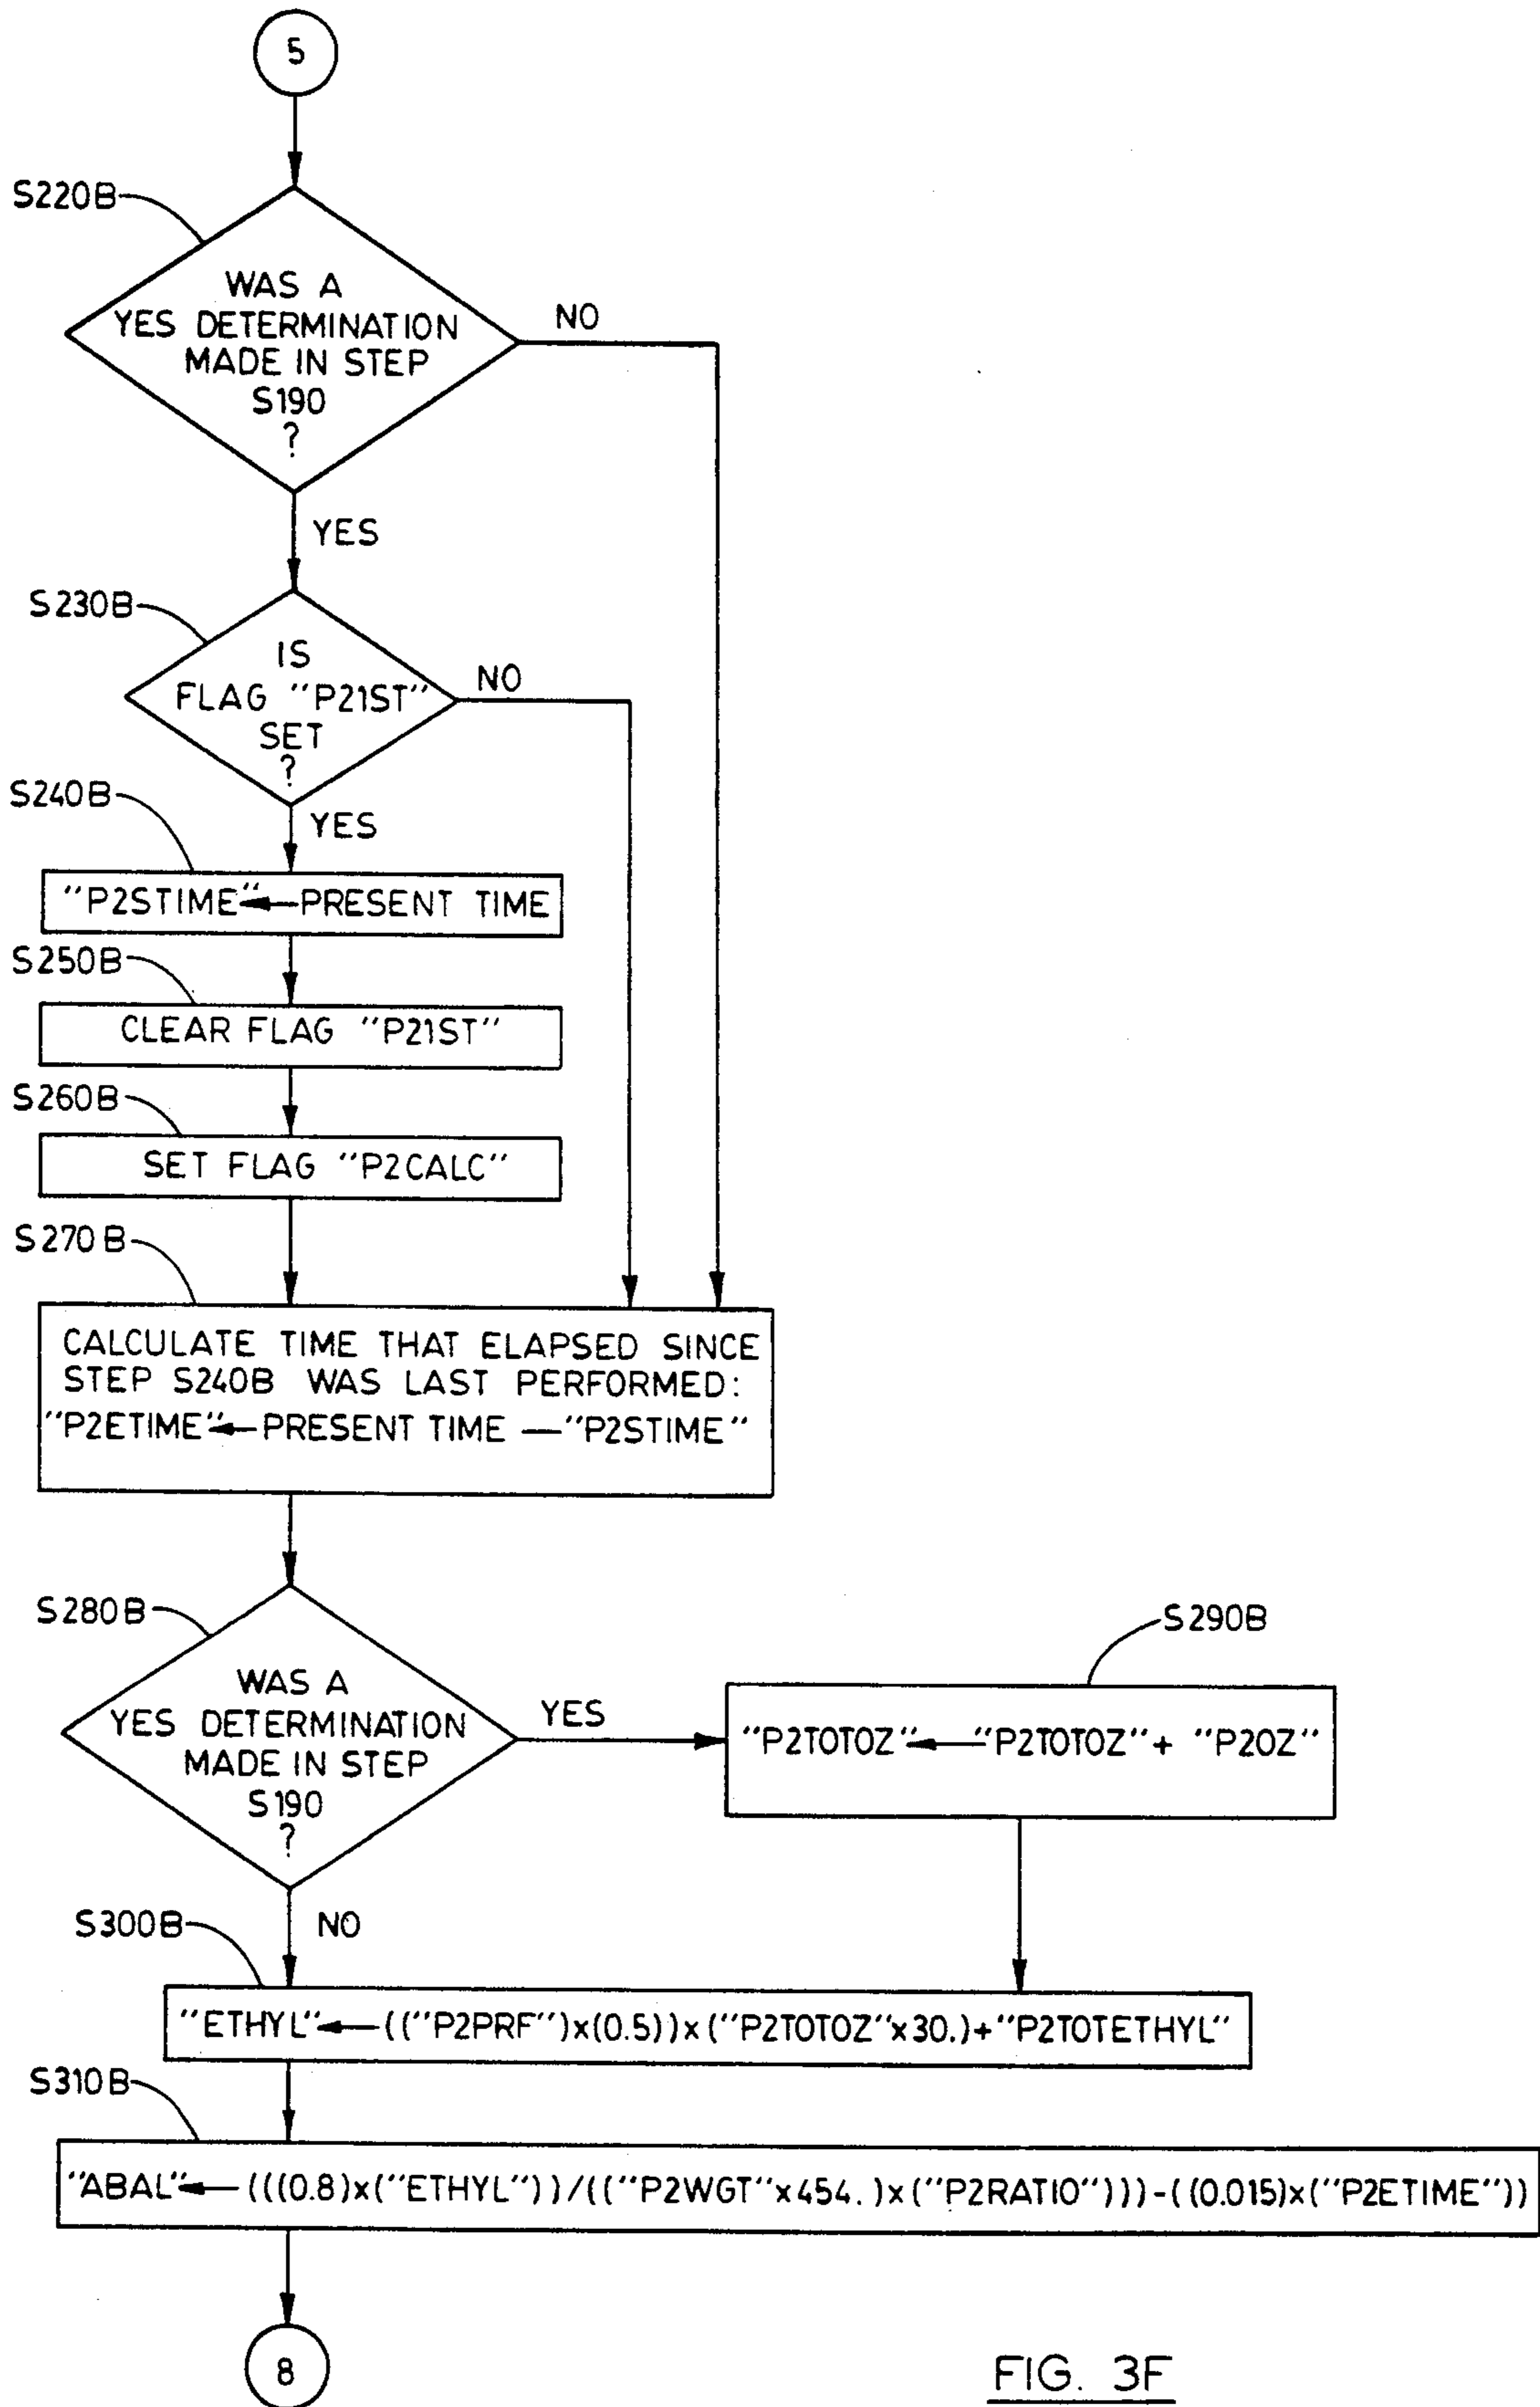 5
S220B
WAS A
YES DETERMINATION
MADE IN STEP
S190
?
NO
YES
S230B
IS
FLAG "P21ST"
SET
?
NO
YES
S240B
"P2STIME"←PRESENT TIME
S250B
CLEAR FLAG "P21ST"
S260B
SET FLAG "P2CALC"
S270B
CALCULATE TIME THAT ELAPSED SINCE
STEP S240B WAS LAST PERFORMED:
"P2ETIME"←PRESENT TIME —"P2STIME"
S280B
WAS A
YES DETERMINATION
MADE IN STEP
S190
?
YES
S290B
"P2TOTOZ"←"P2TOTOZ"+ "P2OZ"
NO
S300B
"ETHYL"←(("P2PRF")x(0.5))x("P2TOTOZ"x30.)+"P2TOTETHYL"
S310B
"ABAL"←(((0.8)x("ETHYL"))/(("P2WGT"x454.)x("P2RATIO")))-((0.015)x("P2ETIME"))
8
FIG. 3F